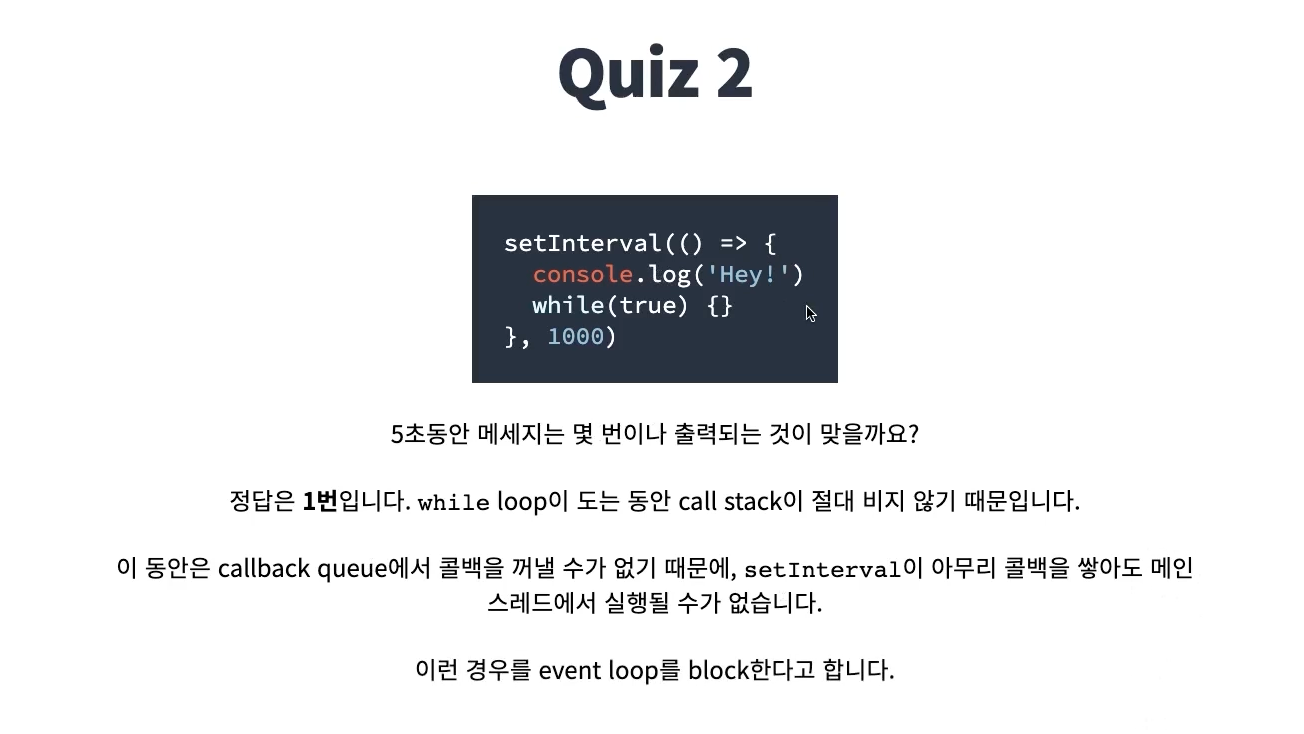 Quiz 2
setInterval(() => {
  console.log('Hey!')
  while(true) {}
}, 1000)
5초동안 메세지는 몇 번이나 출력되는 것이 맞을까요?
정답은 1번입니다. while loop이 도는 동안 call stack이 절대 비지 않기 때문입니다.
이 동안은 callback queue에서 콜백을 꺼낼 수가 없기 때문에, setInterval이 아무리 콜백을 쌓아도 메인
스레드에서 실행될 수가 없습니다.
이런 경우를 event loop를 block한다고 합니다.